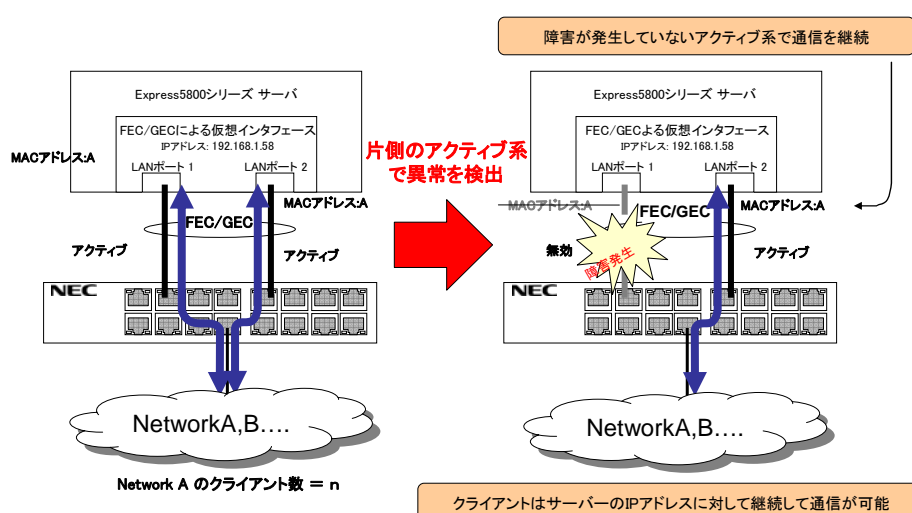 障害が発生していないアクティブ系で通信を継続
Express5800シリーズ サーバ
FEC/GECによる仮想インタフェース
IPアドレス: 192.168.1.58
LANポート 1
LANポート 2
MACアドレス:A
MACアドレス:A
FEC/GEC
アクティブ
アクティブ
NEC
NetworkA,B….
Network A のクライアント数 = n
片側のアクティブ系
で異常を検出
Express5800シリーズ サーバ
FEC/GECよる仮想インタフェース
IPアドレス: 192.168.1.58
LANポート 1
LANポート 2
MACアドレス:A
MACアドレス:A
FEC/GEC
無効
障害発生
アクティブ
NEC
NetworkA,B….
クライアントはサーバーのIPアドレスに対して継続して通信が可能